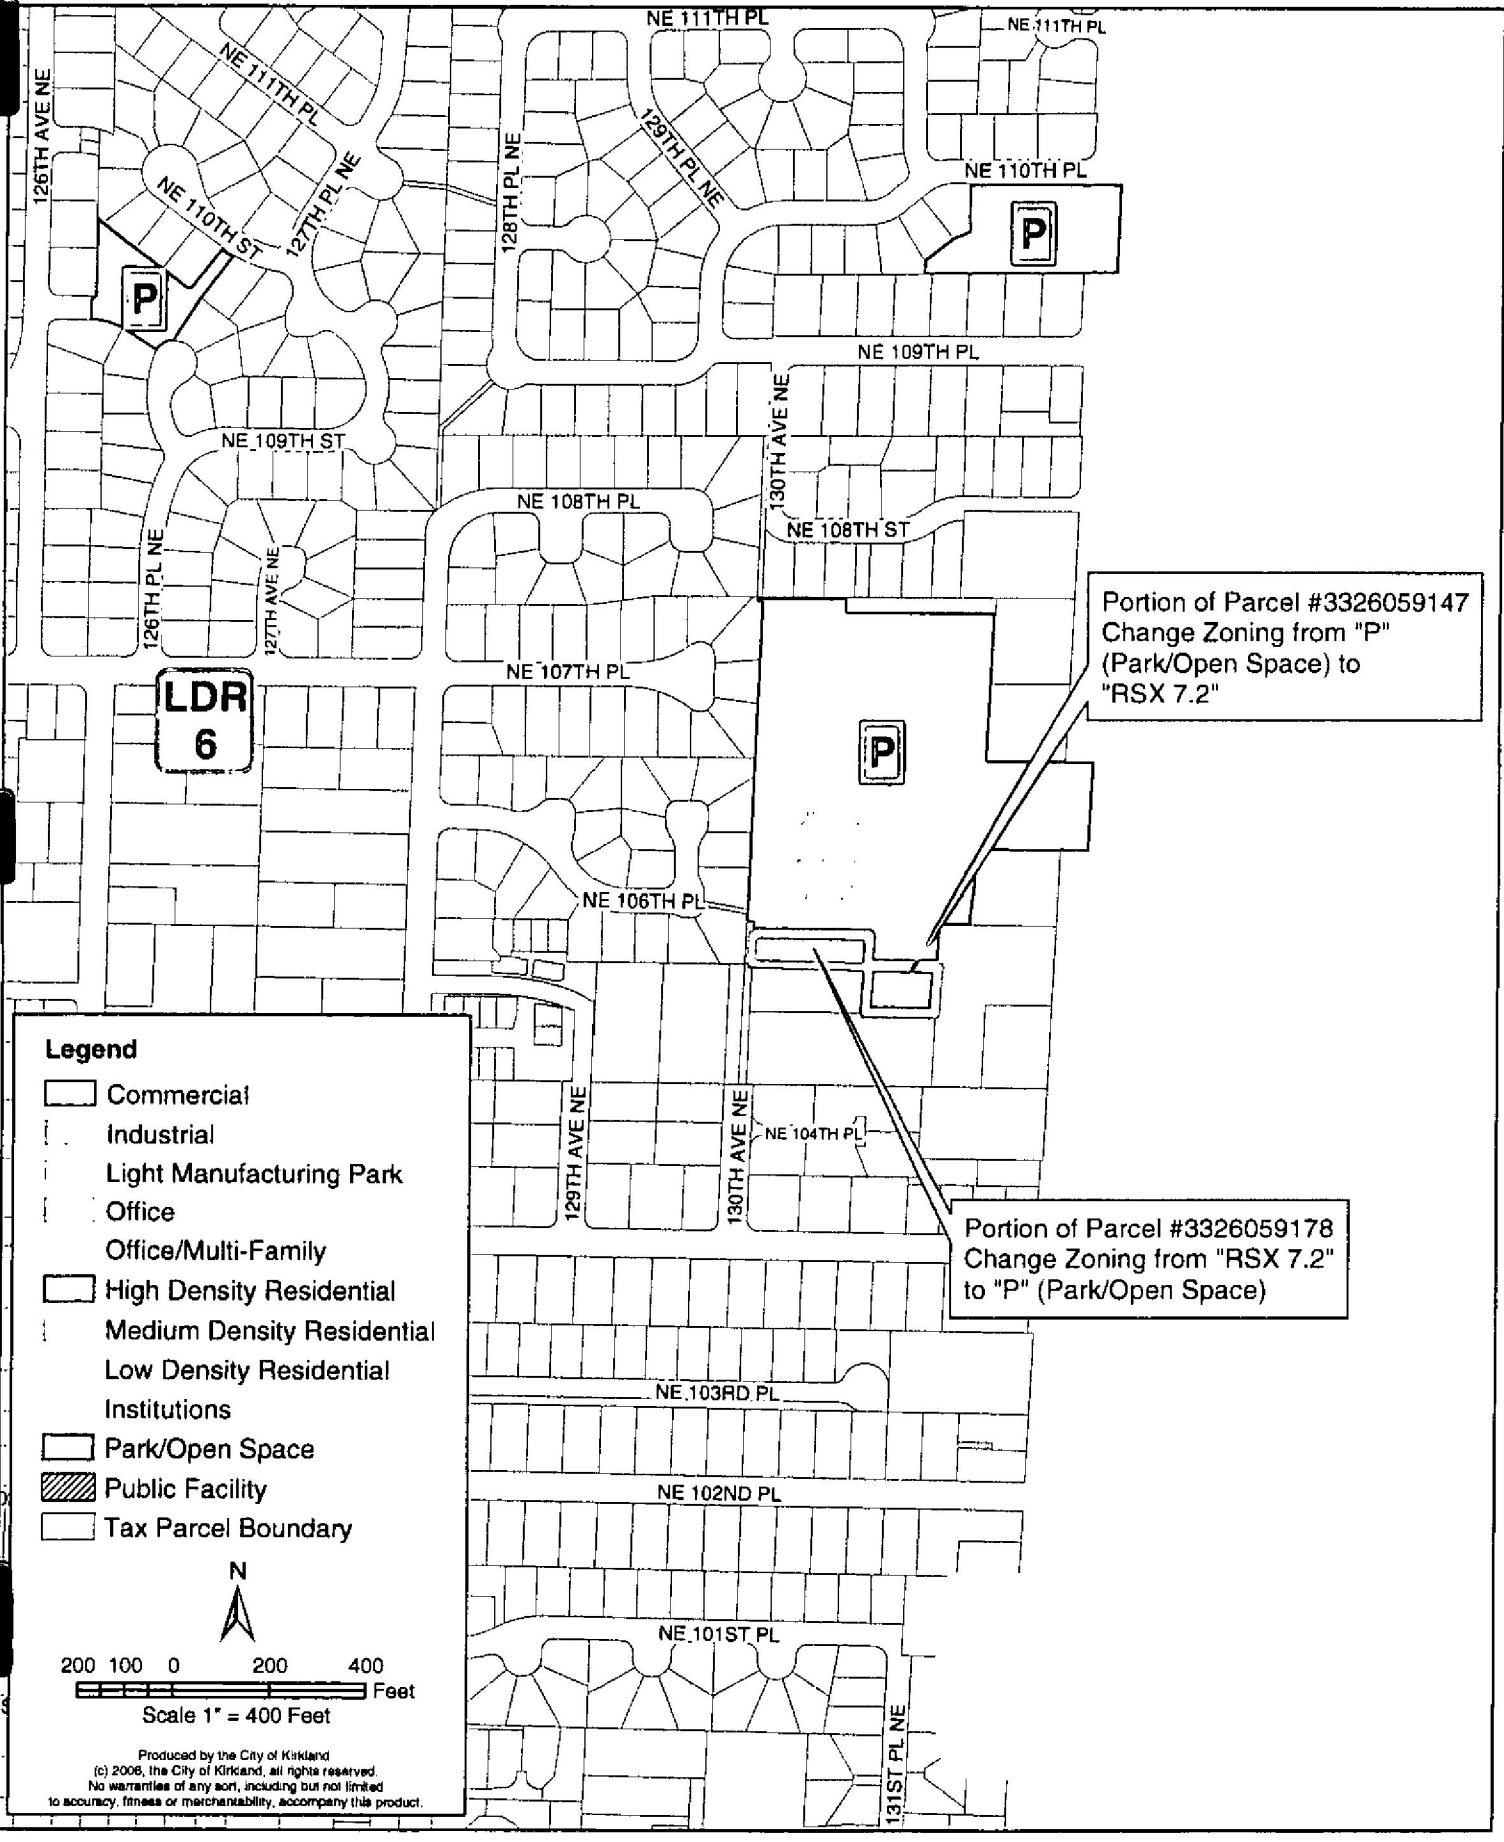 NE 111TH PL
NE 111TH PL
NE 111TH PL
126TH AVE NE
129TH PL NE
128TH PL NE
127TH PL NE
NE 110TH PL
NE 110TH ST
P
P
NE 109TH PL
130TH AVE NE
NE 109TH ST
NE 108TH PL
NE 108TH ST
126TH PL NE
127TH AVE NE
Portion of Parcel #3326059147
Change Zoning from "P"
(Park/Open Space) to
"RSX 7.2"
NE 107TH PL
LDR
6
P
NE 106TH PL
129TH AVE NE
130TH AVE NE
NE 104TH PL
Portion of Parcel #3326059178
Change Zoning from "RSX 7.2"
to "P" (Park/Open Space)
NE 103RD PL
NE 102ND PL
NE 101ST PL
131ST PL NE
Legend
Commercial
Industrial
Light Manufacturing Park
Office
Office/Multi-Family
High Density Residential
Medium Density Residential
Low Density Residential
Institutions
Park/Open Space
Public Facility
Tax Parcel Boundary
N
200 100 0 200 400
Feet
Scale 1" = 400 Feet
Produced by the City of Kirkland
(c) 2006, the City of Kirkland, all rights reserved.
No warranties of any sort, including but not limited
to accuracy, fitness or merchantability, accompany this product.